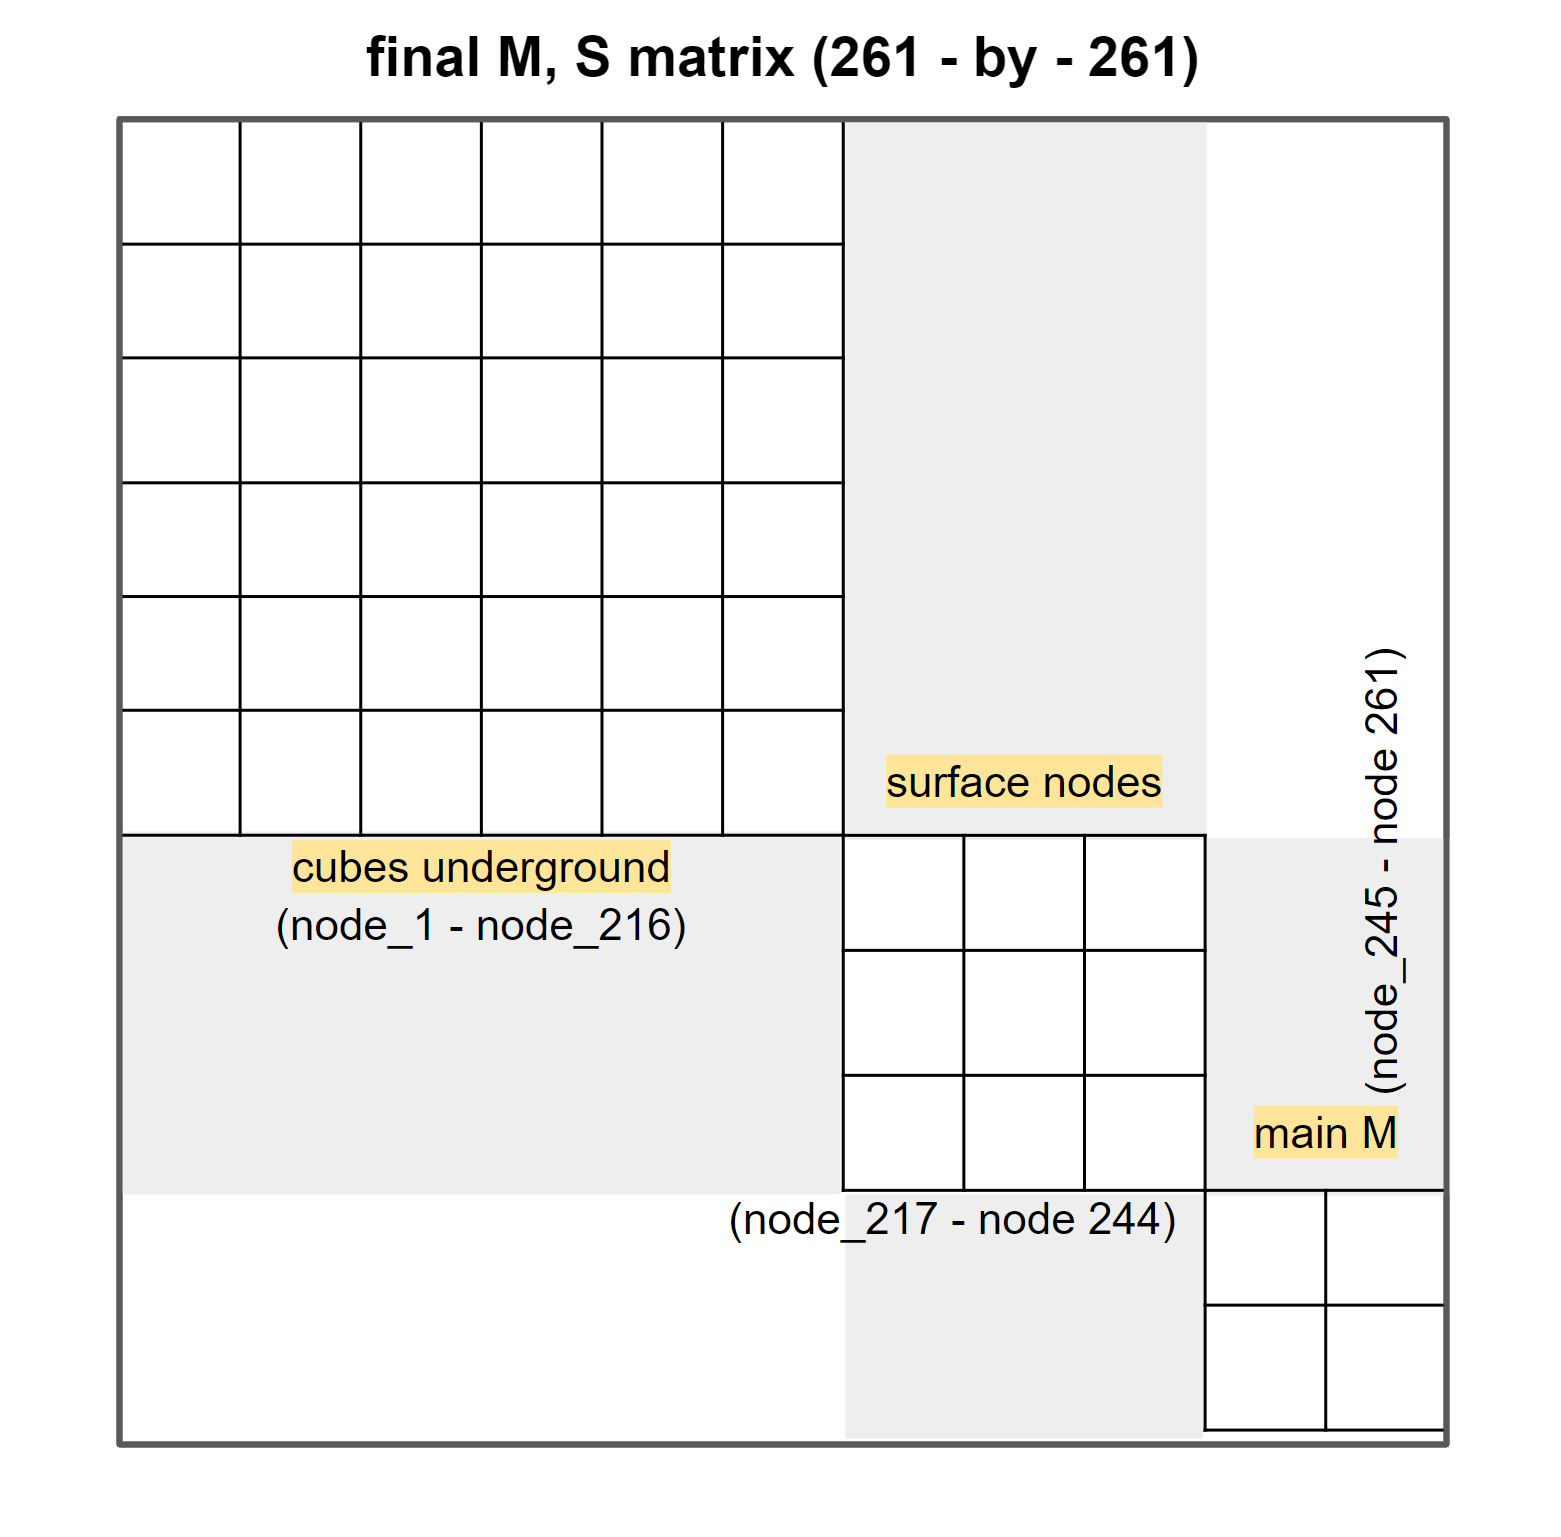 final M, S matrix (261 - by - 261)
surface nodes
cubes underground
(node_1 - node_216)
(node_245 - node 261)
main M
(node_217 - node 244)